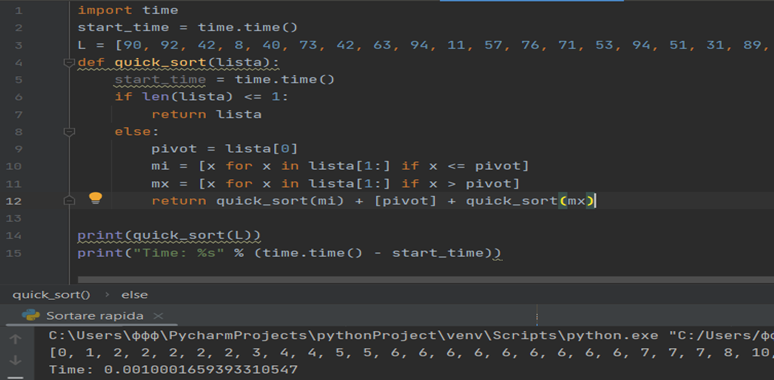 1 import time
2 start_time = time.time()
3 L = [90, 92, 42, 8, 40, 73, 42, 63, 94, 11, 57, 76, 71, 53, 94, 51, 31, 89,
4 def quick_sort(lista):
5 start_time = time.time()
6 if len(lista) <= 1:
7 return lista
8 else:
9 pivot = lista[0]
10 mi = [x for x in lista[1:] if x <= pivot]
11 mx = [x for x in lista[1:] if x > pivot]
12 return quick_sort(mi) + [pivot] + quick_sort(mx)
13
14 print(quick_sort(L))
15 print("Time: %s" % (time.time() - start_time))
quick_sort() › else
Sortare rapida ×
C:\Users\ффф\PycharmProjects\pythonProject\venv\Scripts\python.exe "C:/Users/фф
[0, 1, 2, 2, 2, 2, 2, 3, 4, 4, 5, 5, 6, 6, 6, 6, 6, 6, 6, 6, 6, 7, 7, 7, 8, 10,
Time: 0.0010001659393310547